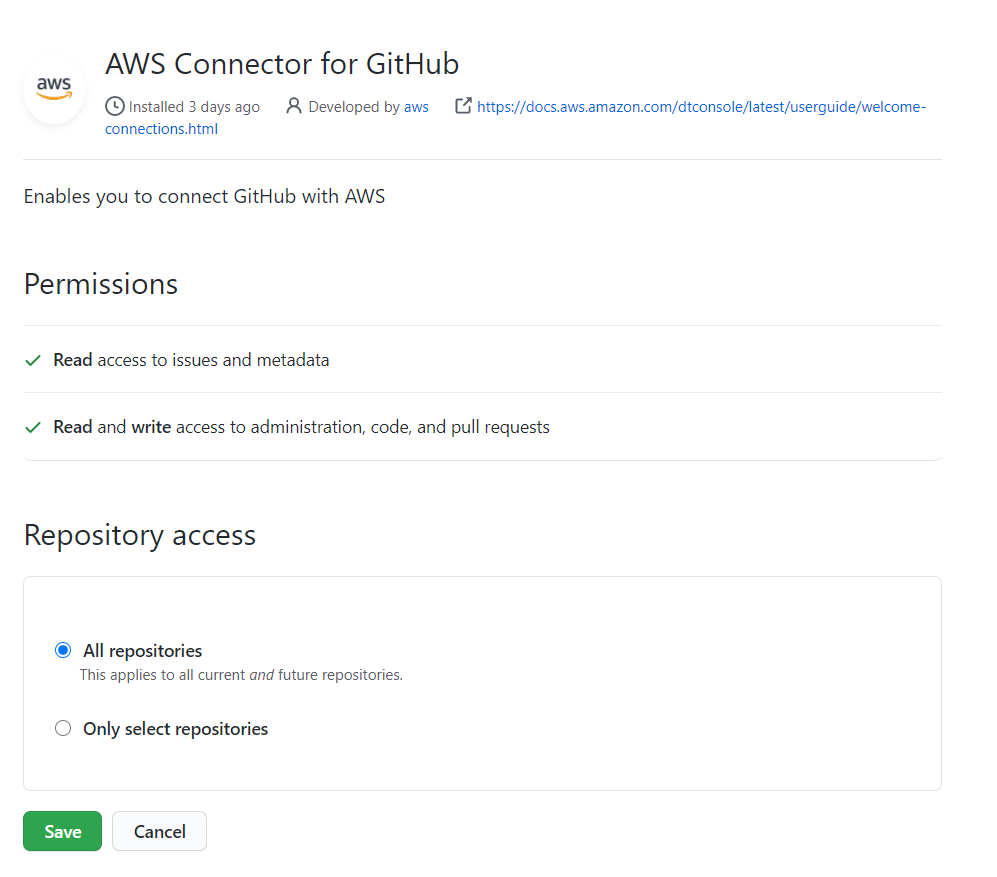 aws
AWS Connector for GitHub
Installed 3 days ago Developed by aws https://docs.aws.amazon.com/dtconsole/latest/userguide/welcome-
connections.html
Enables you to connect GitHub with AWS
Permissions
Read access to issues and metadata
Read and write access to administration, code, and pull requests
Repository access
All repositories
This applies to all current and future repositories.
Only select repositories
Save Cancel